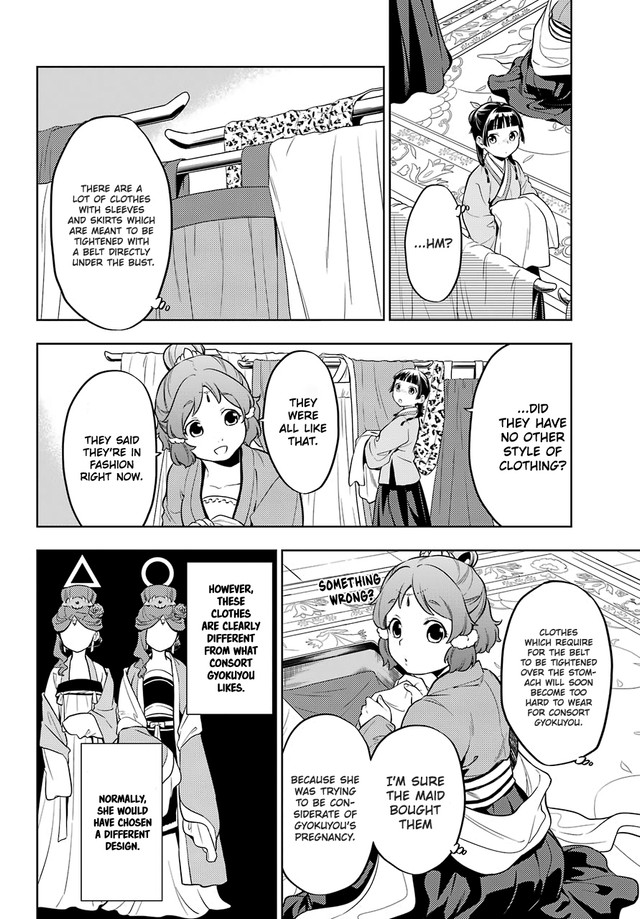 ...HM?
THERE ARE A
LOT OF CLOTHES
WITH SLEEVES
AND SKIRTS WHICH
ARE MEANT TO BE
TIGHTENED WITH
A BELT DIRECTLY
UNDER THE BUST.
...DID
THEY HAVE
NO OTHER
STYLE OF
CLOTHING?
THEY
WERE
ALL LIKE
THAT.
THEY SAID
THEY'RE IN
FASHION
RIGHT NOW.
SOMETHING
WRONG?
CLOTHES
WHICH REQUIRE
FOR THE BELT
TO BE TIGHTENED
OVER THE STOM-
ACH WILL SOON
BECOME TOO
HARD TO WEAR
FOR CONSORT
GYOKUYOU.
I'M SURE
THE MAID
BOUGHT
THEM
BECAUSE SHE
WAS TRYING
TO BE CON-
SIDERATE OF
GYOKUYOU'S
PREGNANCY.
HOWEVER,
THESE
CLOTHES
ARE CLEARLY
DIFFERENT
FROM WHAT
CONSORT
GYOKUYOU
LIKES.
NORMALLY,
SHE WOULD
HAVE CHOSEN
A DIFFERENT
DESIGN.